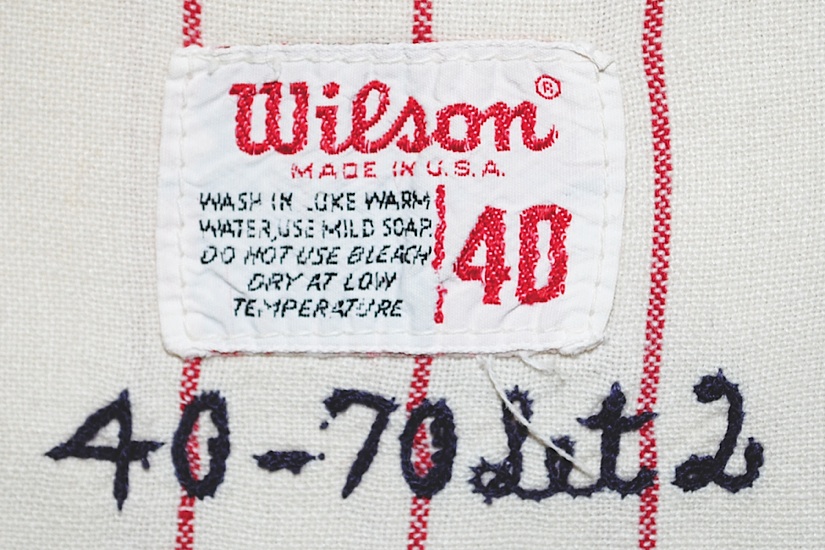 Wilson®
MADE IN U.S.A.
WASH IN LUKE WARM
WATER, USE MILD SOAP.
DO NOT USE BLEACH
DRY AT LOW
TEMPERATURE
40
40-70 Set 2